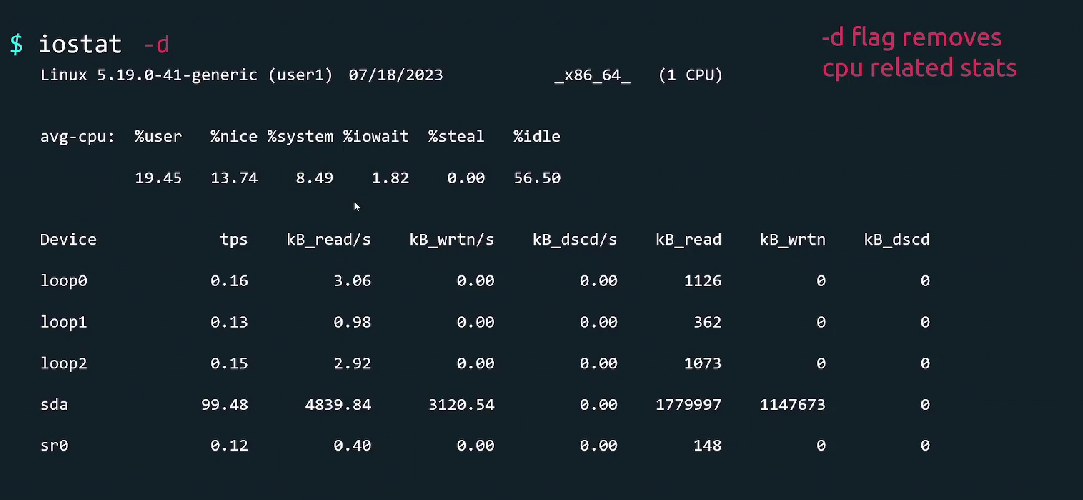 $ iostat -d
-d flag removes
cpu related stats
Linux 5.19.0-41-generic (user1) 07/18/2023 _x86_64_ (1 CPU)
avg-cpu: %user %nice %system %iowait %steal %idle
19.45 13.74 8.49 1.82 0.00 56.50
Device tps kB_read/s kB_wrtn/s kB_dscd/s kB_read kB_wrtn kB_dscd
loop0 0.16 3.06 0.00 0.00 1126 0 0
loop1 0.13 0.98 0.00 0.00 362 0 0
loop2 0.15 2.92 0.00 0.00 1073 0 0
sda 99.48 4839.84 3120.54 0.00 1779997 1147673 0
sr0 0.12 0.40 0.00 0.00 148 0 0